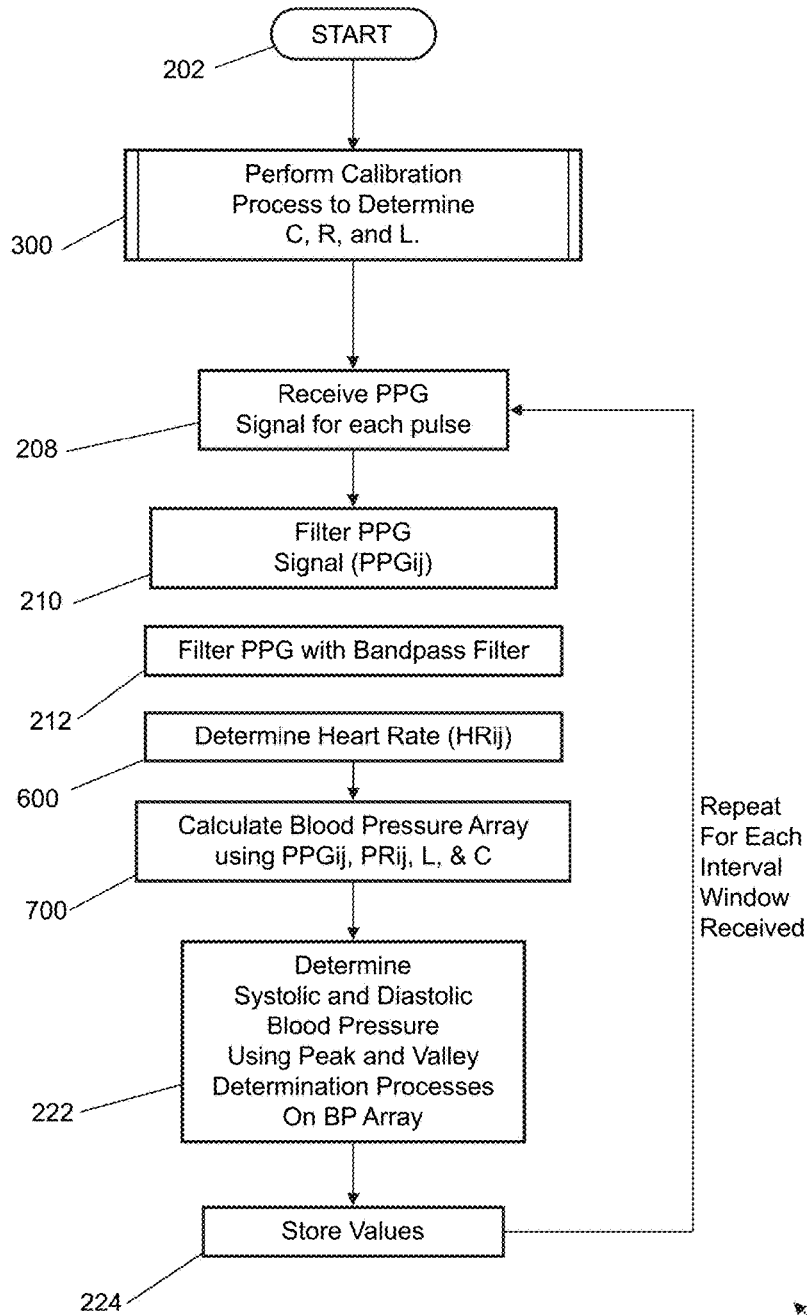 START
202
Perform Calibration
Process to Determine
C, R, and L.
300
Receive PPG
Signal for each pulse
208
Filter PPG
Signal (PPGij)
210
Filter PPG with Bandpass Filter
212
Determine Heart Rate (HRij)
600
Calculate Blood Pressure Array
using PPGij, PRij, L, & C
700
Repeat
For Each
Interval
Window
Received
Determine
Systolic and Diastolic
Blood Pressure
Using Peak and Valley
Determination Processes
On BP Array
222
Store Values
224